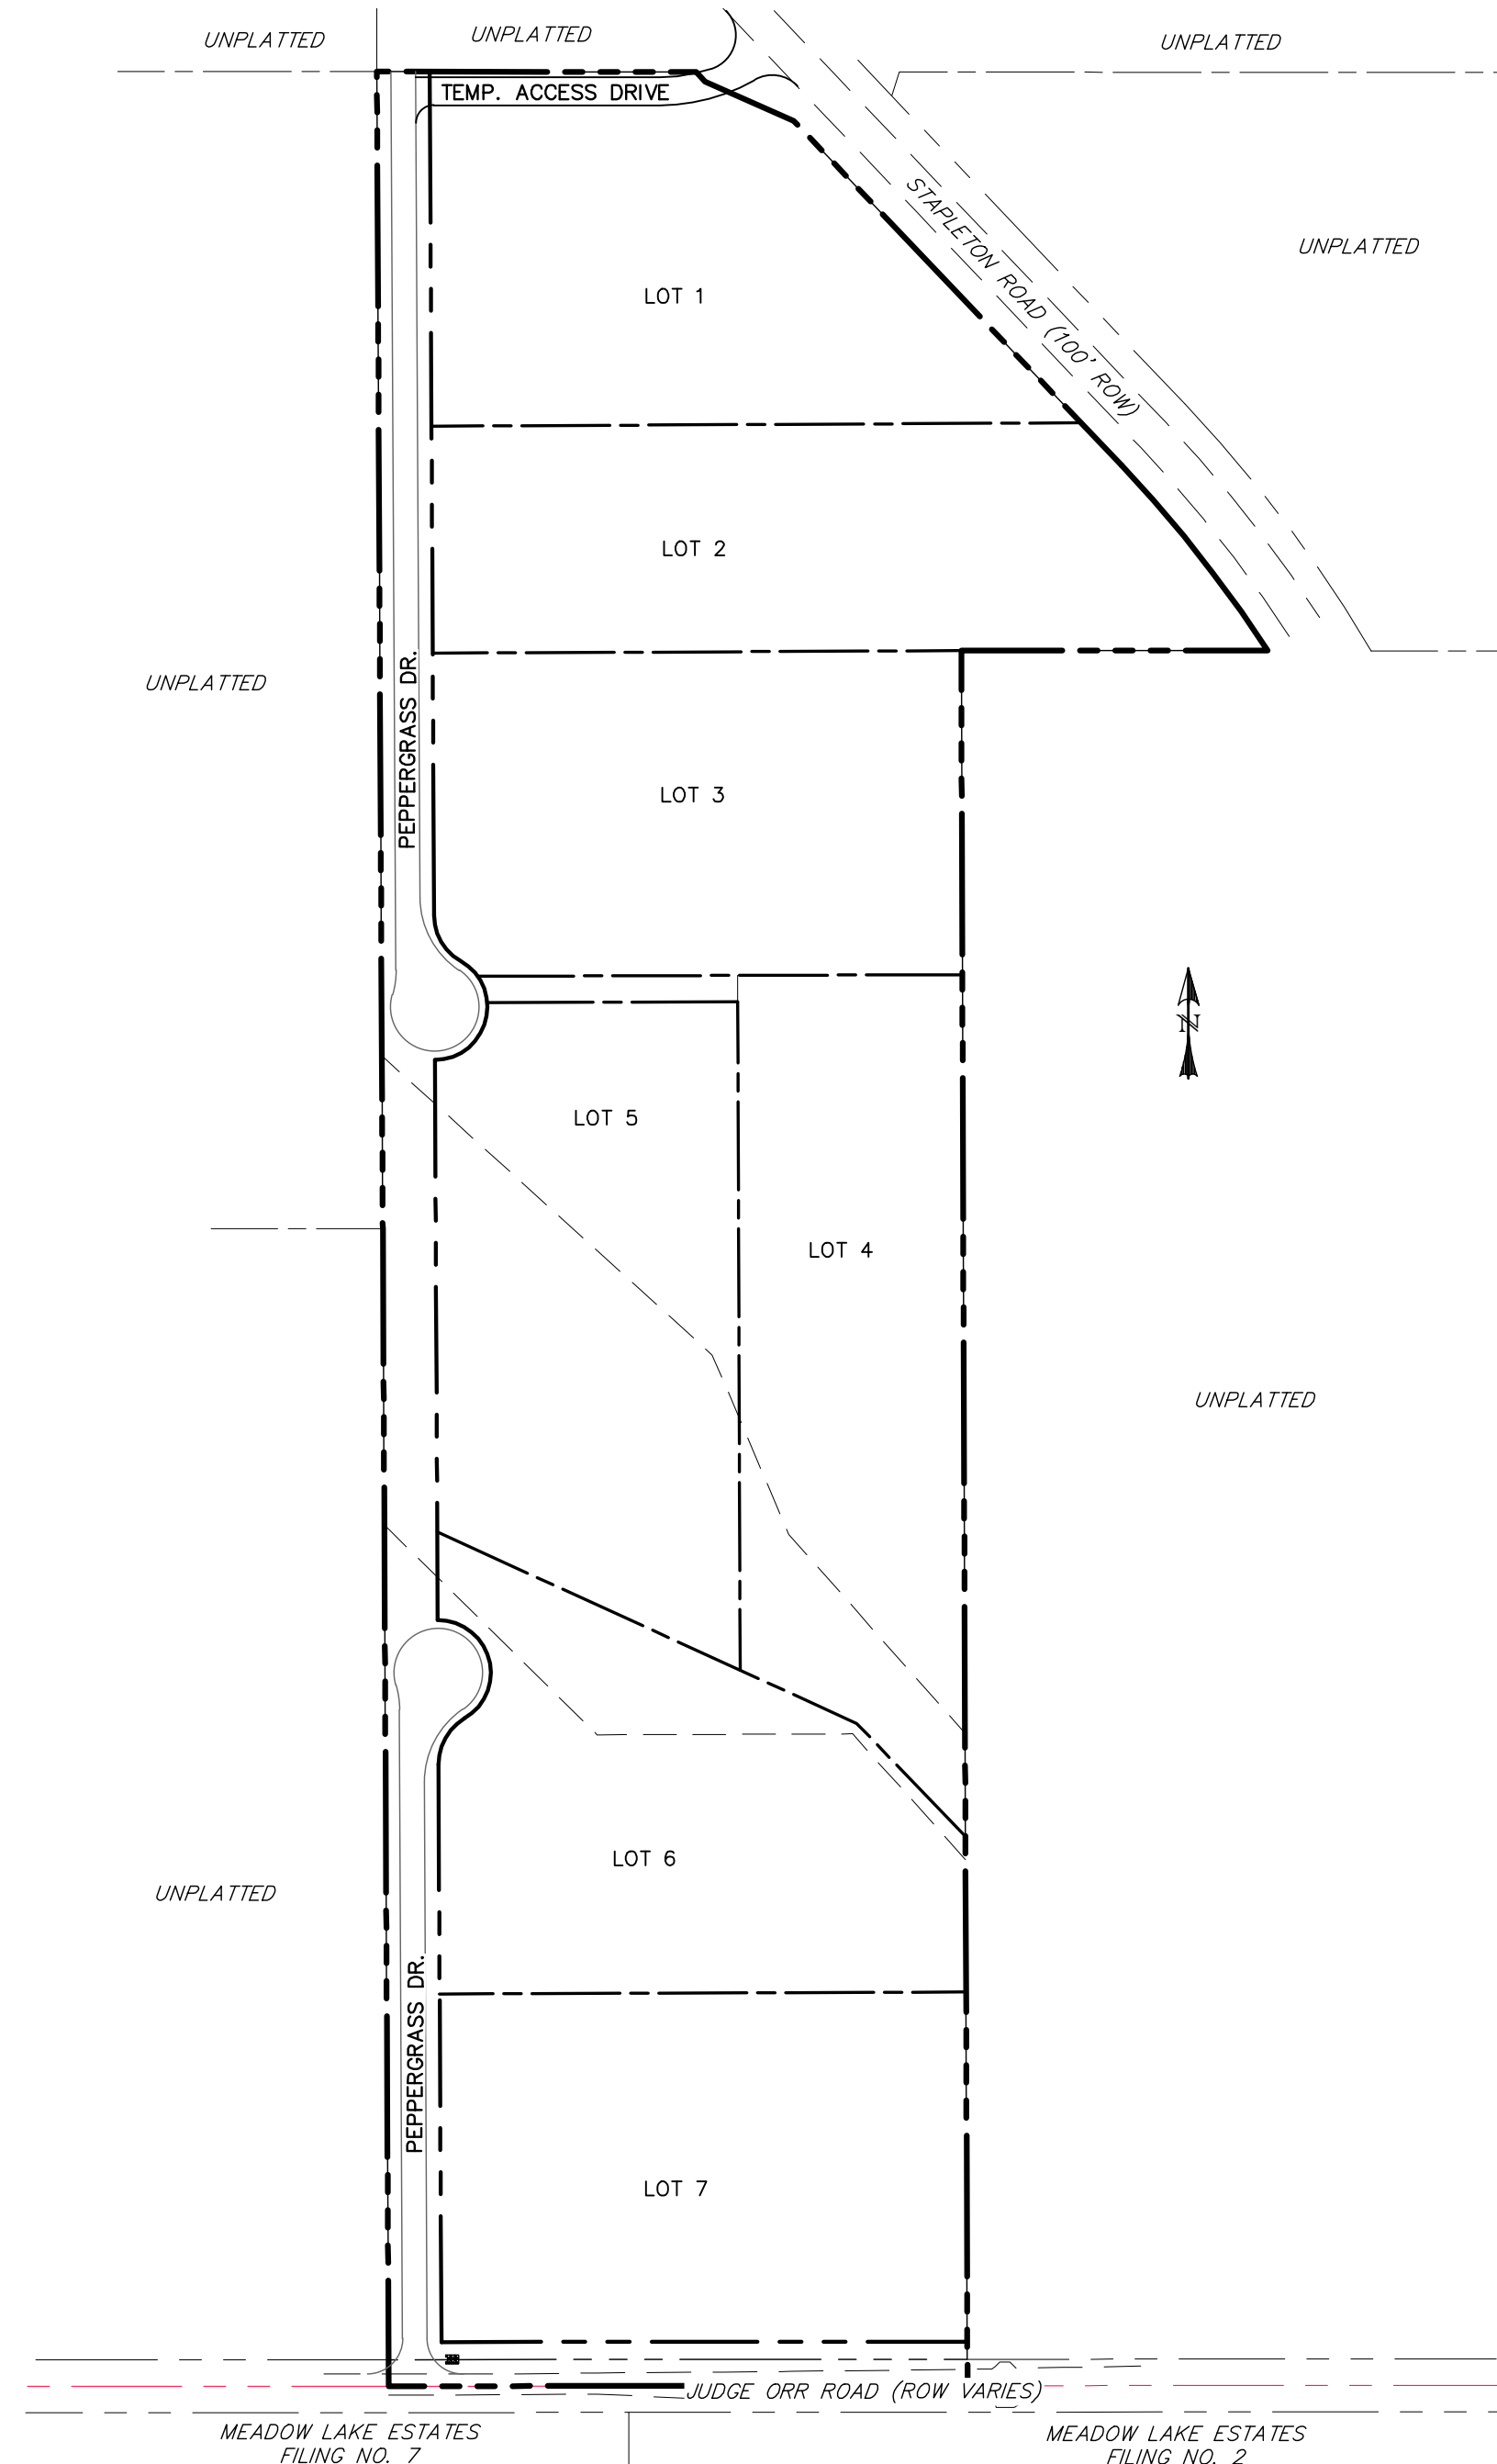 UNPLATTED
UNPLATTED
UNPLATTED
TEMP. ACCESS DRIVE
STAPLETON ROAD (100' ROW)
UNPLATTED
LOT 1
LOT 2
UNPLATTED
PEPPERGRASS DR.
LOT 3
N
LOT 5
LOT 4
UNPLATTED
LOT 6
UNPLATTED
PEPPERGRASS DR.
LOT 7
JUDGE ORR ROAD (ROW VARIES)
MEADOW LAKE ESTATES
FILING NO. 7
MEADOW LAKE ESTATES
FILING NO. 2